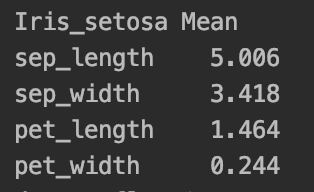 Iris_setosa Mean
sep_length    5.006
sep_width     3.418
pet_length    1.464
pet_width     0.244